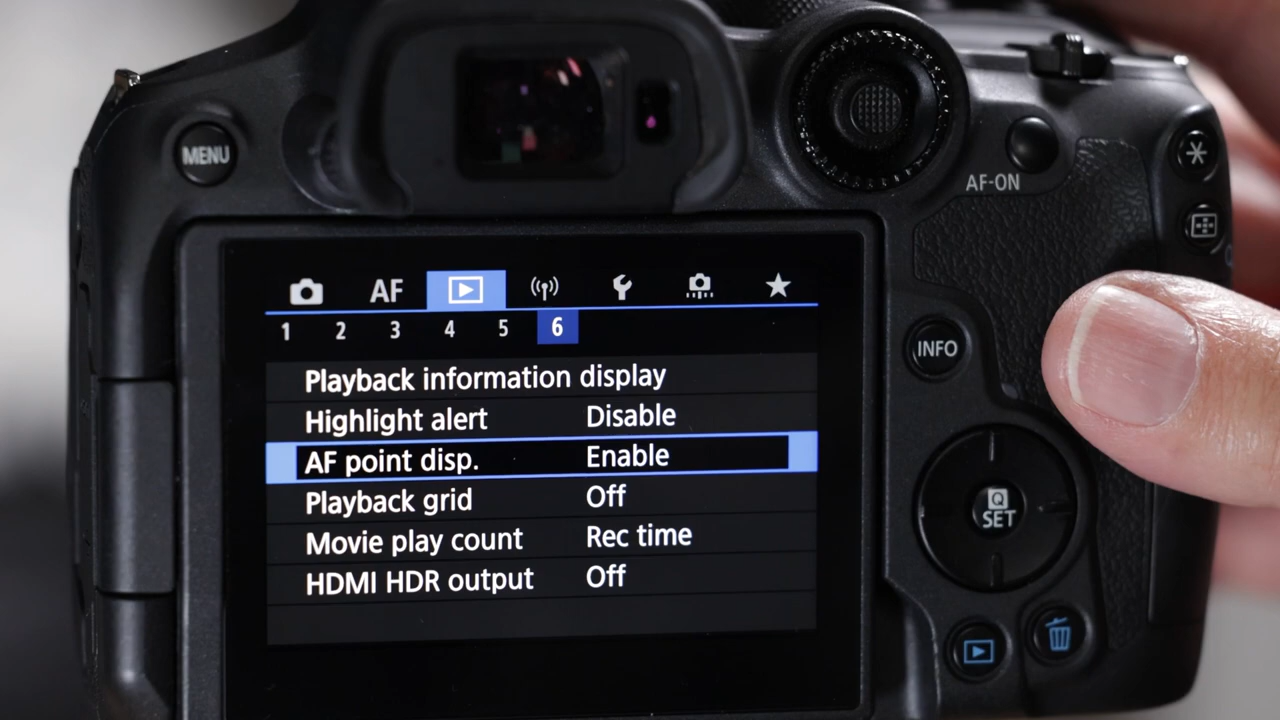 MENU
AF-ON
AF
1 2 3 4 5 6
Playback information display
Highlight alert Disable
AF point disp. Enable
Playback grid Off
Movie play count Rec time
HDMI HDR output Off
INFO
Q
SET